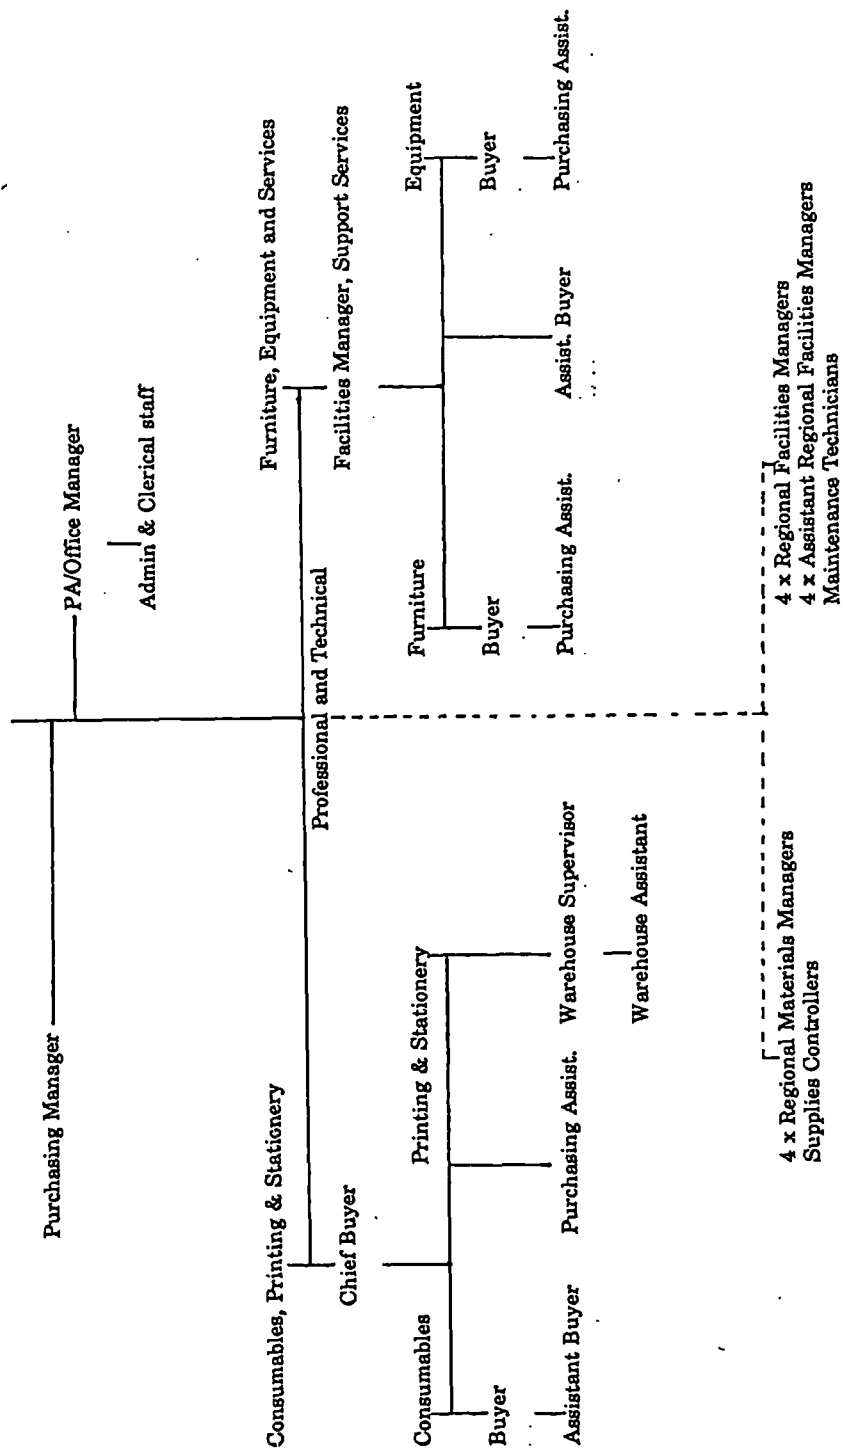 Purchasing Manager
PA/Office Manager
Admin & Clerical staff
Consumables, Printing & Stationery
Furniture, Equipment and Services
Professional and Technical
Chief Buyer
Facilities Manager, Support Services
Consumables
Printing & Stationery
Furniture
Equipment
Buyer
Buyer
Buyer
Assistant Buyer
Purchasing Assist.
Warehouse Supervisor
Purchasing Assist.
Assist. Buyer
Purchasing Assist.
Warehouse Assistant
4 x Regional Materials Managers
Supplies Controllers
4 x Regional Facilities Managers
4 x Assistant Regional Facilities Managers
Maintenance Technicians